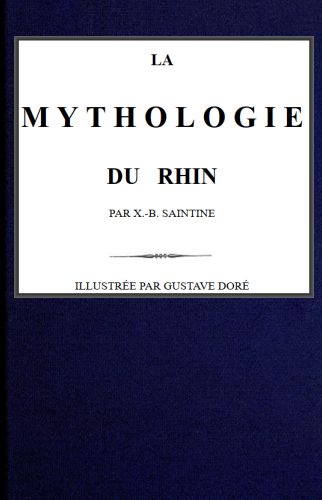 LA
MYTHOLOGIE
DU RHIN
PAR X.-B. SAINTINE
ILLUSTRÉE PAR GUSTAVE DORÉ